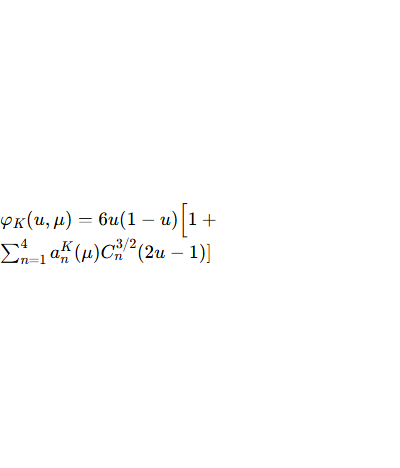 φ_K(u, μ) = 6u(1 − u)[1 +
∑_{n=1}^{4} a_n^K(μ)C_n^{3/2}(2u − 1)]